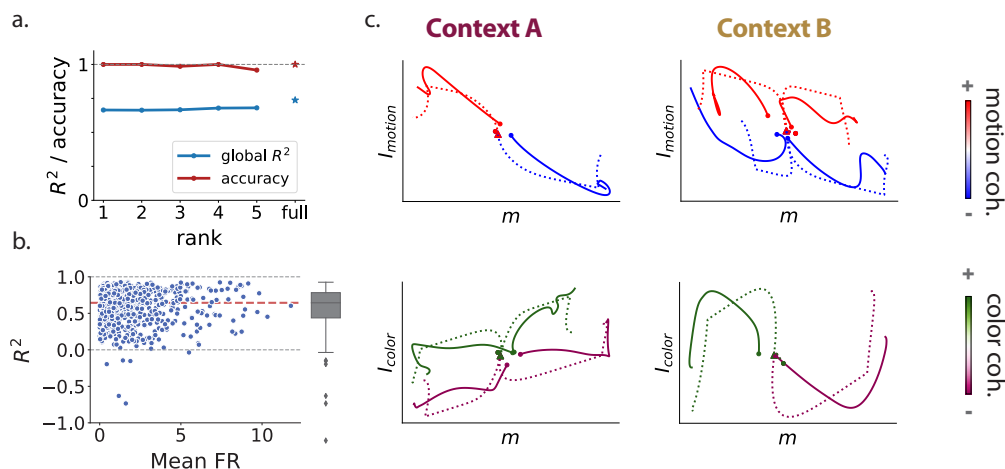 a.
R² / accuracy
1
0
global R²
accuracy
1 2 3 4 5 full
rank
b.
R²
1.0
0.5
0.0
−0.5
−1.0
0 5 10
Mean FR
c.
Context A
Context B
I_motion
m
I_motion
m
+
motion coh.
-
I_color
m
I_color
m
+
color coh.
-